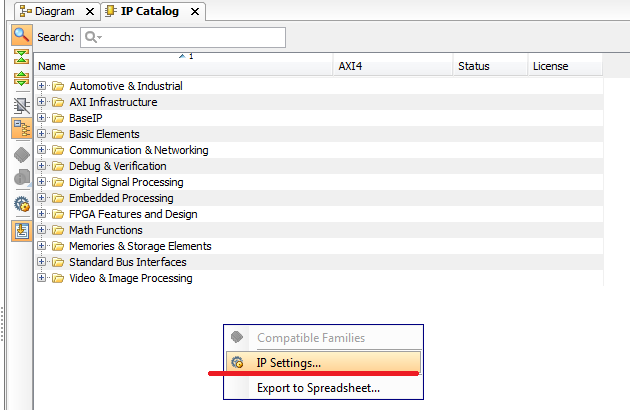 Diagram IP Catalog
Search:
Name 1 AXI4 Status License
Automotive & Industrial
AXI Infrastructure
BaseIP
Basic Elements
Communication & Networking
Debug & Verification
Digital Signal Processing
Embedded Processing
FPGA Features and Design
Math Functions
Memories & Storage Elements
Standard Bus Interfaces
Video & Image Processing
Compatible Families
IP Settings...
Export to Spreadsheet...